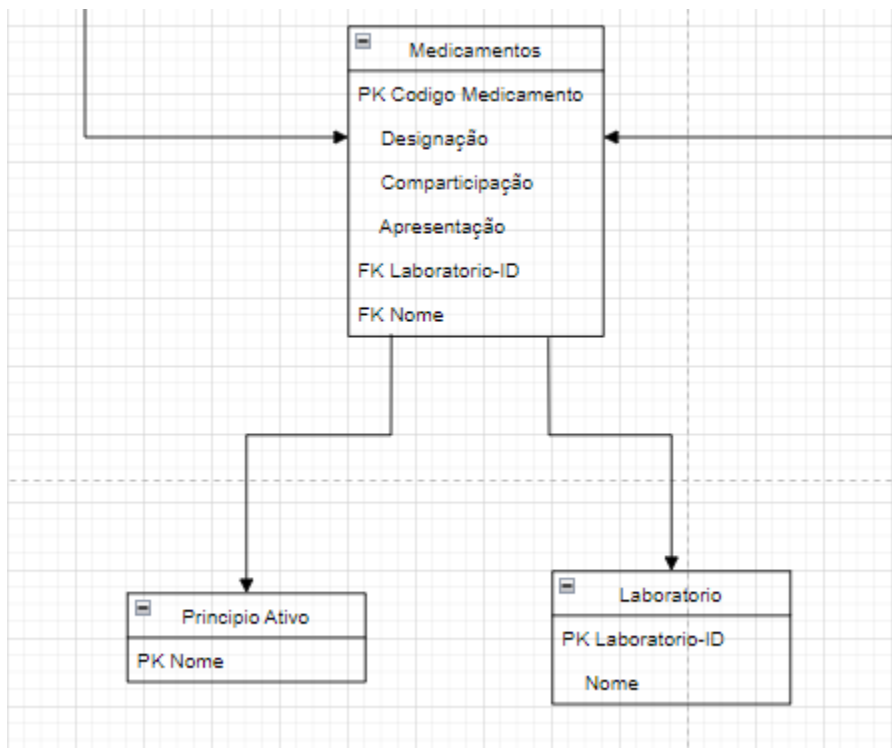 Medicamentos
PK Codigo Medicamento
Designação
Comparticipação
Apresentação
FK Laboratorio-ID
FK Nome
Principio Ativo
PK Nome
Laboratorio
PK Laboratorio-ID
Nome